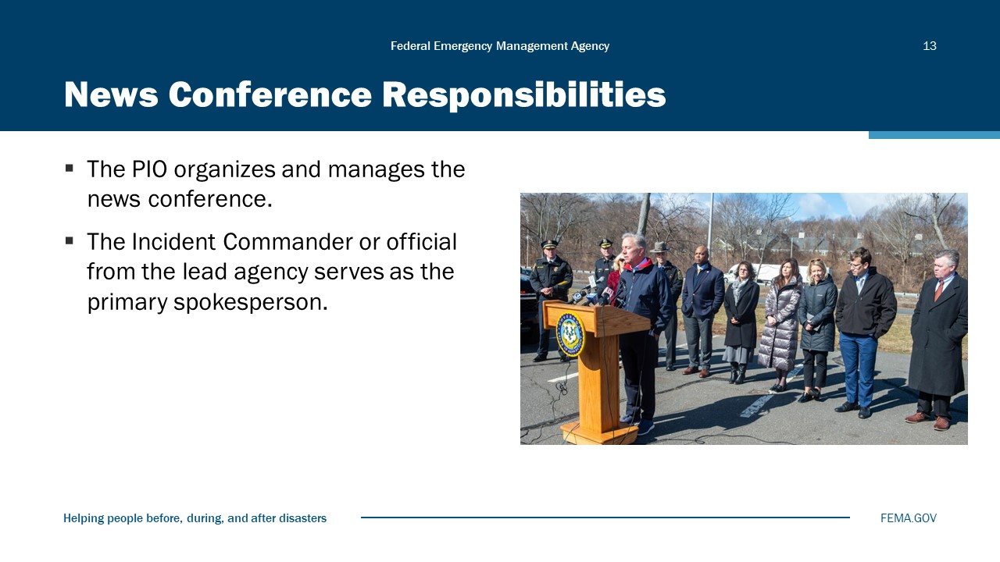 Federal Emergency Management Agency
13
News Conference Responsibilities
▪ The PIO organizes and manages the
news conference.
▪ The Incident Commander or official
from the lead agency serves as the
primary spokesperson.
Helping people before, during, and after disasters
FEMA.GOV